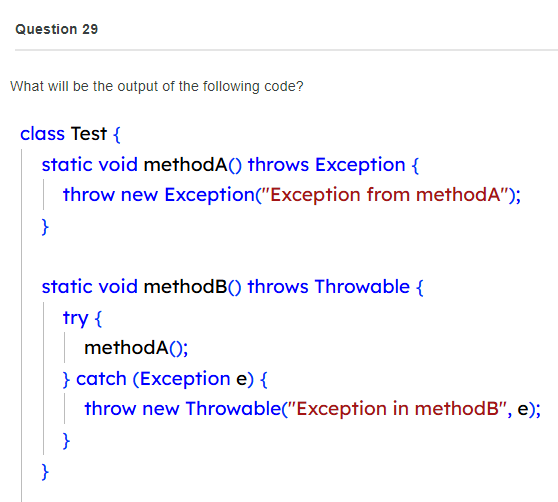 Question 29
What will be the output of the following code?
class Test {
static void methodA() throws Exception {
throw new Exception("Exception from methodA");
}
static void methodB() throws Throwable {
try {
methodA();
} catch (Exception e) {
throw new Throwable("Exception in methodB", e);
}
}